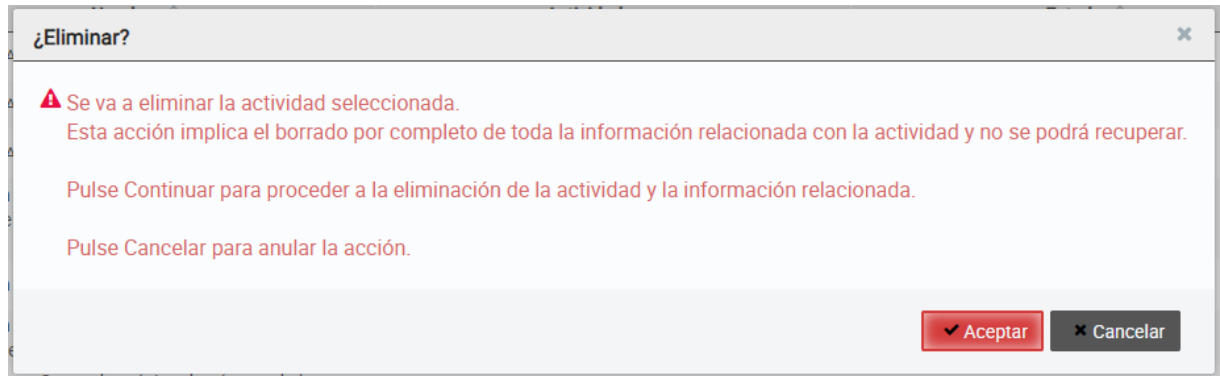 ¿Eliminar?
Se va a eliminar la actividad seleccionada.
Esta acción implica el borrado por completo de toda la información relacionada con la actividad y no se podrá recuperar.
Pulse Continuar para proceder a la eliminación de la actividad y la información relacionada.
Pulse Cancelar para anular la acción.
Aceptar
Cancelar